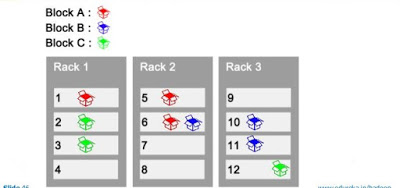 Block A :
Block B :
Block C :
Rack 1 Rack 2 Rack 3
1 5 9
2 6 10
3 7 11
4 8 12